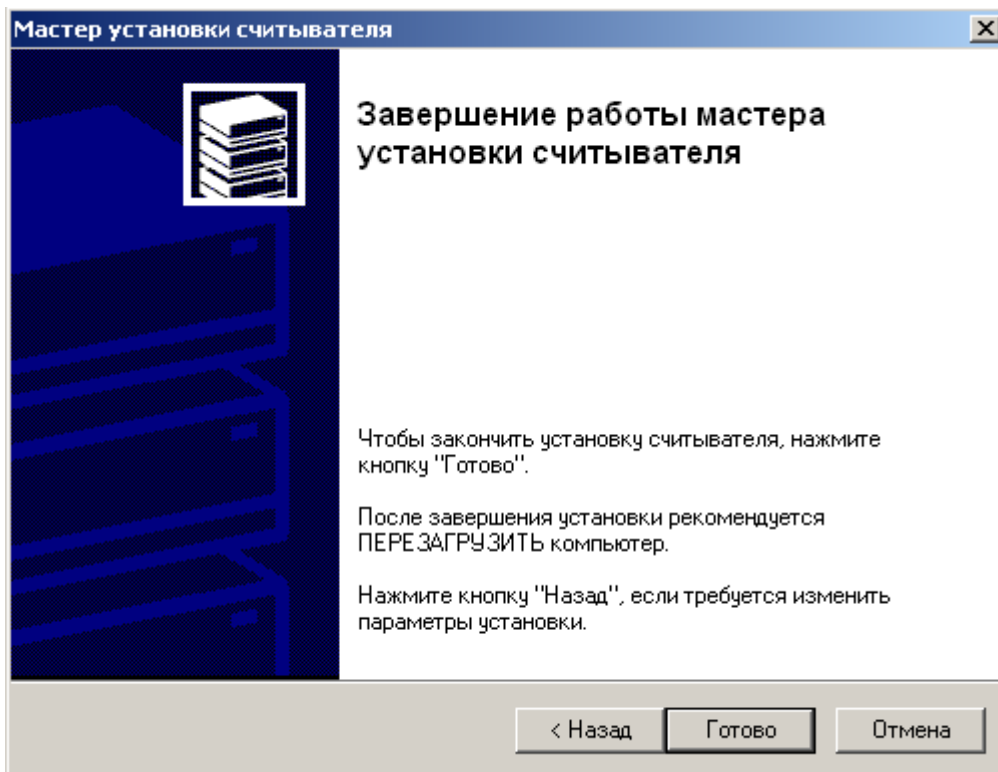 Мастер установки считывателя
Завершение работы мастера
установки считывателя
Чтобы закончить установку считывателя, нажмите
кнопку "Готово".
После завершения установки рекомендуется
ПЕРЕЗАГРУЗИТЬ компьютер.
Нажмите кнопку "Назад", если требуется изменить
параметры установки.
< Назад
Готово
Отмена